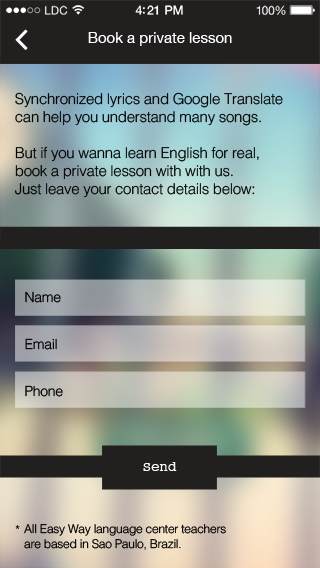 LDC 4:21 PM 100%
Book a private lesson
Synchronized lyrics and Google Translate
can help you understand many songs.
But if you wanna learn English for real,
book a private lesson with with us.
Just leave your contact details below:
Name
Email
Phone
Send
* All Easy Way language center teachers
are based in Sao Paulo, Brazil.